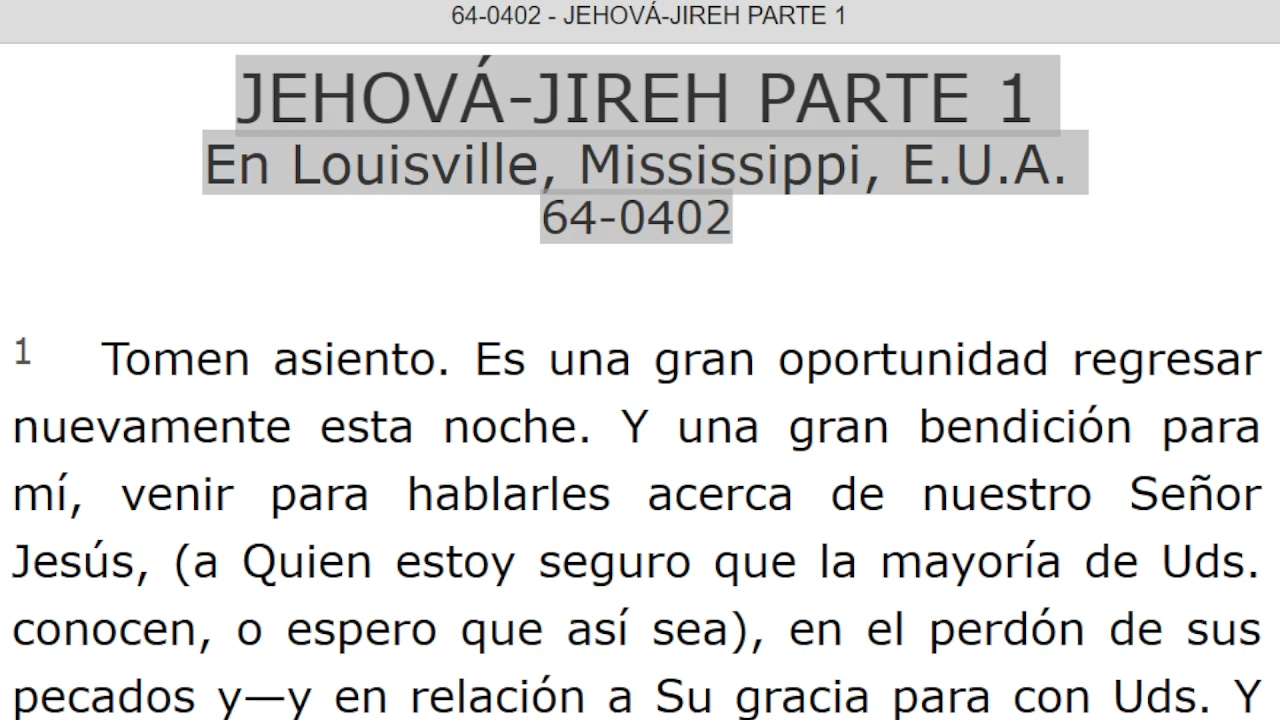 64-0402 - JEHOVÁ-JIREH PARTE 1
JEHOVÁ-JIREH PARTE 1
En Louisville, Mississippi, E.U.A.
64-0402
1 Tomen asiento. Es una gran oportunidad regresar
nuevamente esta noche. Y una gran bendición para
mí, venir para hablarles acerca de nuestro Señor
Jesús, (a Quien estoy seguro que la mayoría de Uds.
conocen, o espero que así sea), en el perdón de sus
pecados y—y en relación a Su gracia para con Uds. Y